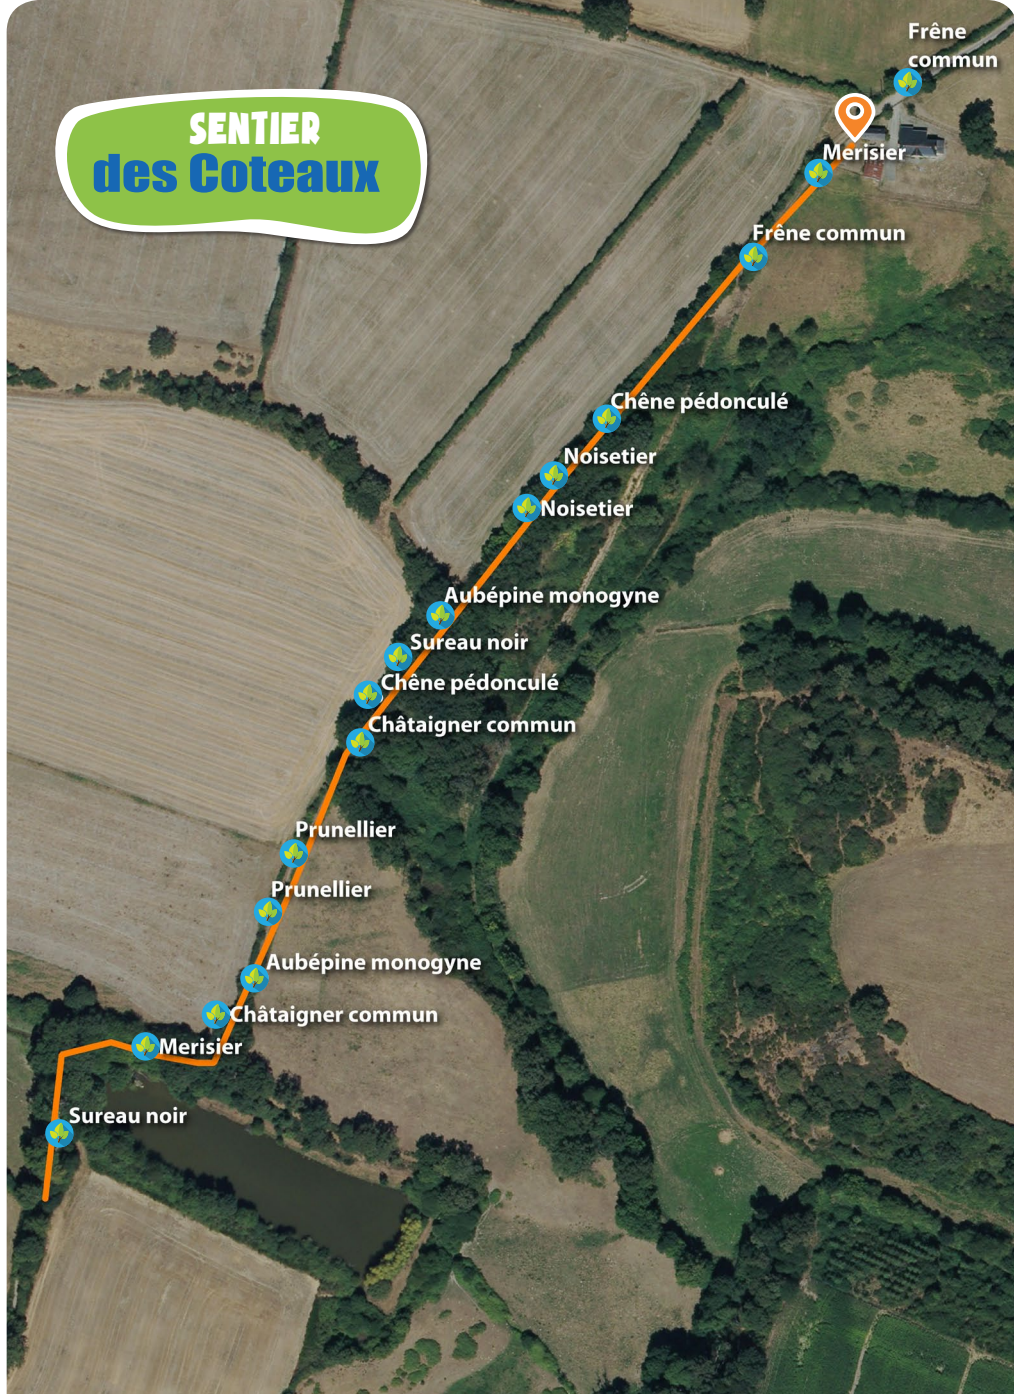 Frêne
commun
SENTIER
des Coteaux
Merisier
Frêne commun
Chêne pédonculé
Noisetier
Noisetier
Aubépine monogyne
Sureau noir
Chêne pédonculé
Châtaigner commun
Prunellier
Prunellier
Aubépine monogyne
Châtaigner commun
Merisier
Sureau noir